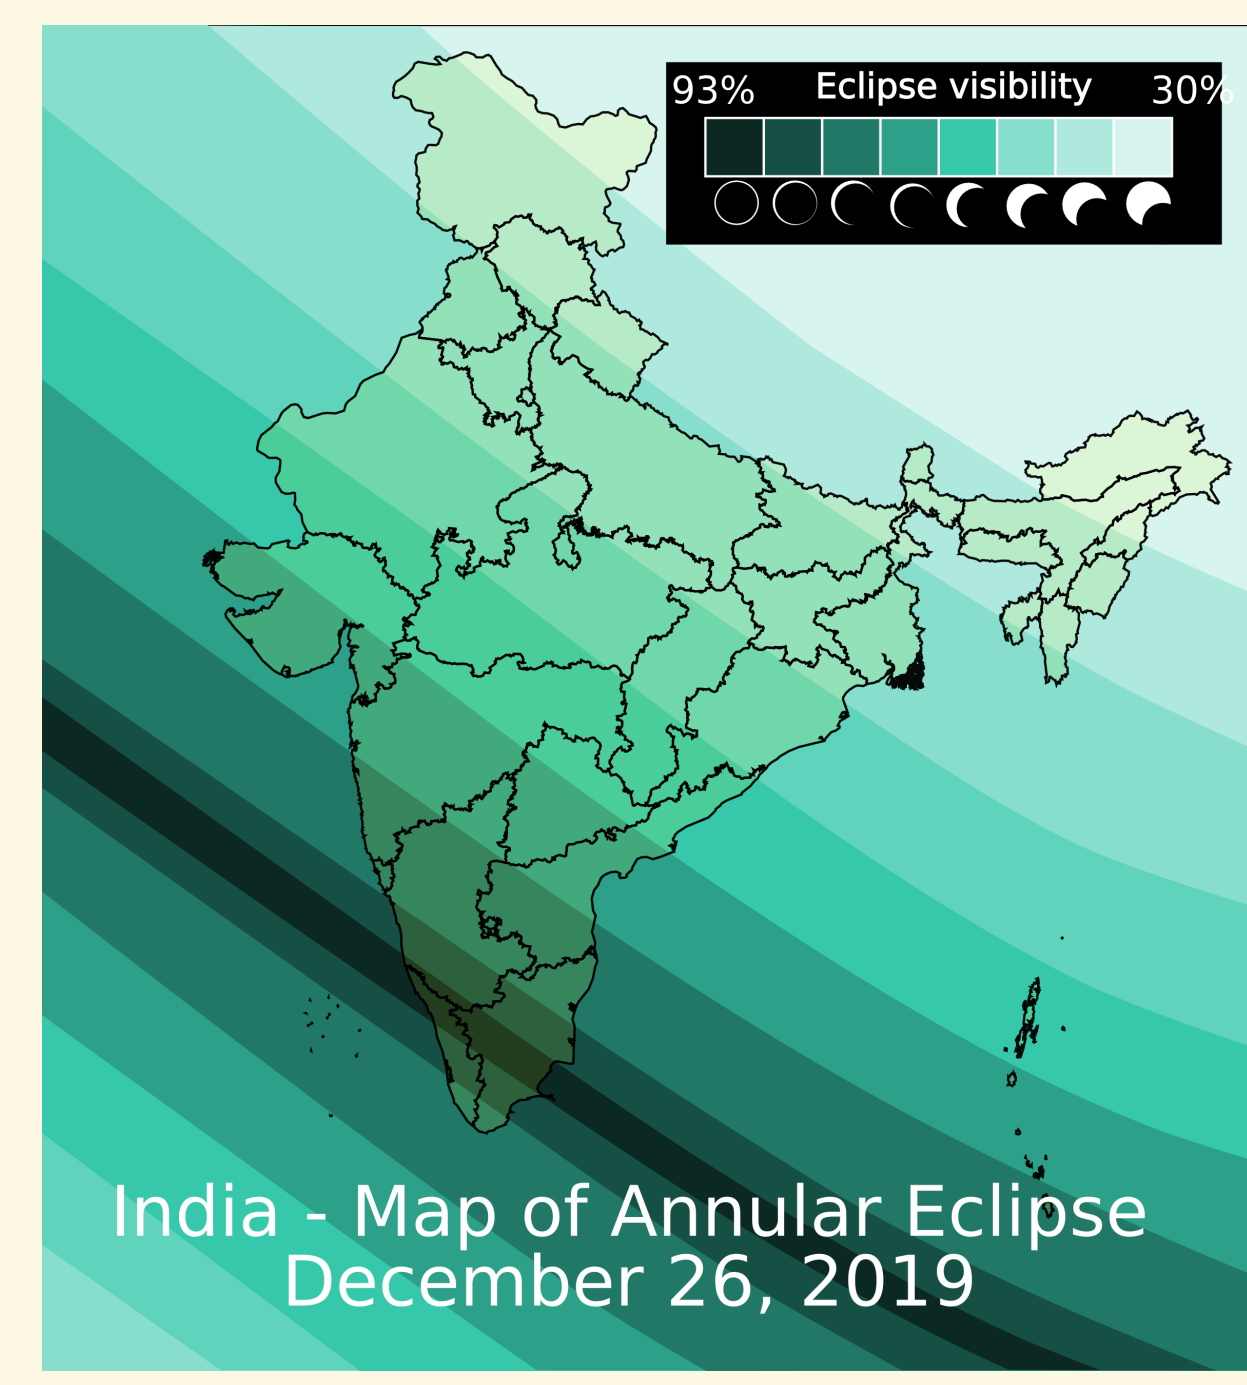 93% Eclipse visibility 30%
India - Map of Annular Eclipse
December 26, 2019